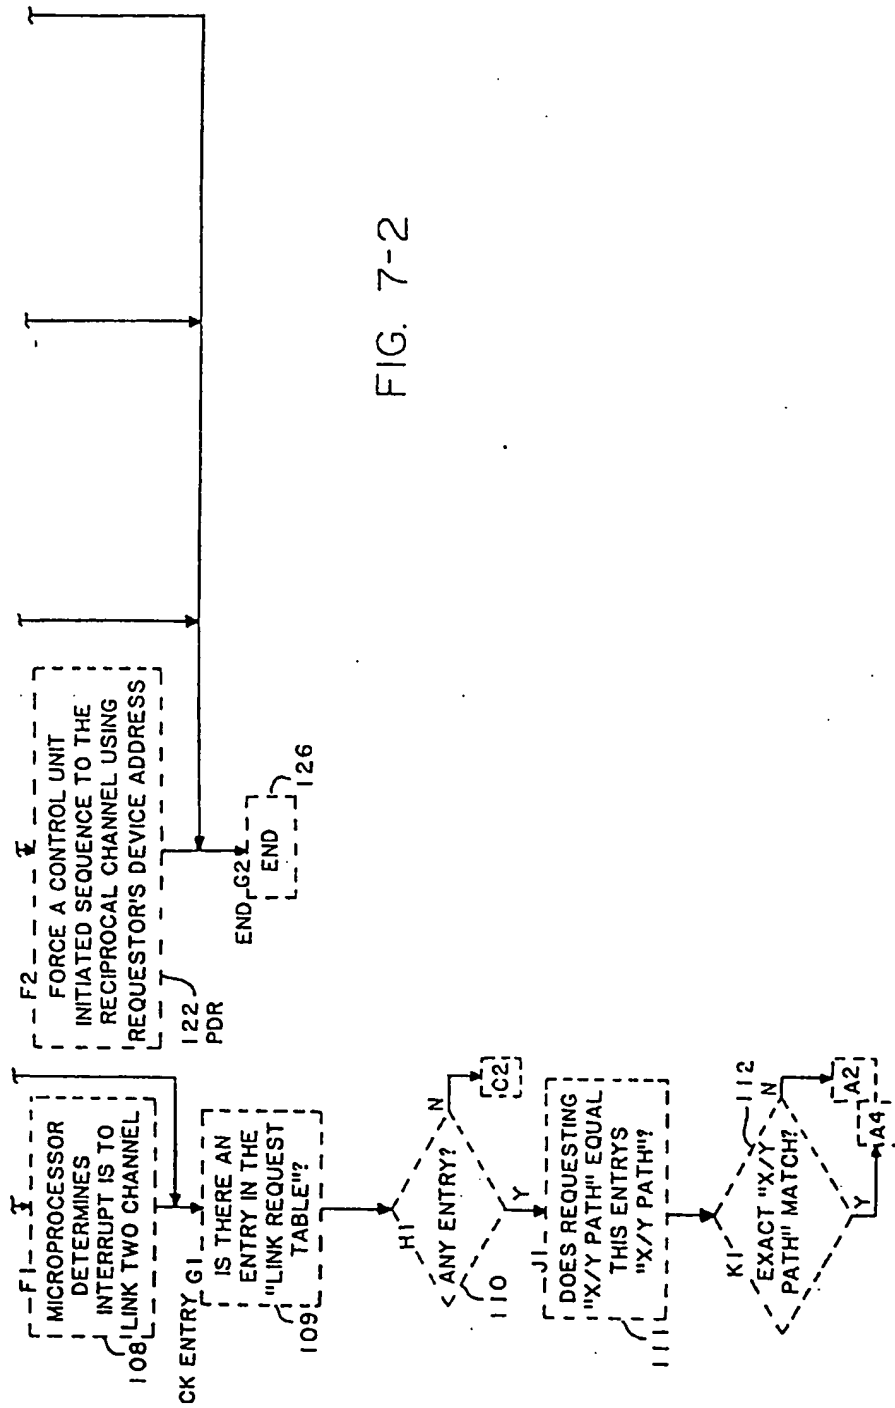 F1
MICROPROCESSOR
DETERMINES
INTERRUPT IS TO
LINK TWO CHANNEL
108
CK ENTRY G1
IS THERE AN
ENTRY IN THE
"LINK REQUEST
TABLE"?
109
H1
ANY ENTRY?
110
N
C2
Y
J1
DOES REQUESTING
"X/Y PATH" EQUAL
THIS ENTRYS
"X/Y PATH"?
111
K1
EXACT "X/Y
PATH" MATCH?
112
N
A2
Y
A4
F2
FORCE A CONTROL UNIT
INITIATED SEQUENCE TO THE
RECIPROCAL CHANNEL USING
REQUESTOR'S DEVICE ADDRESS
122
PDR
END G2
END
126
FIG. 7-2